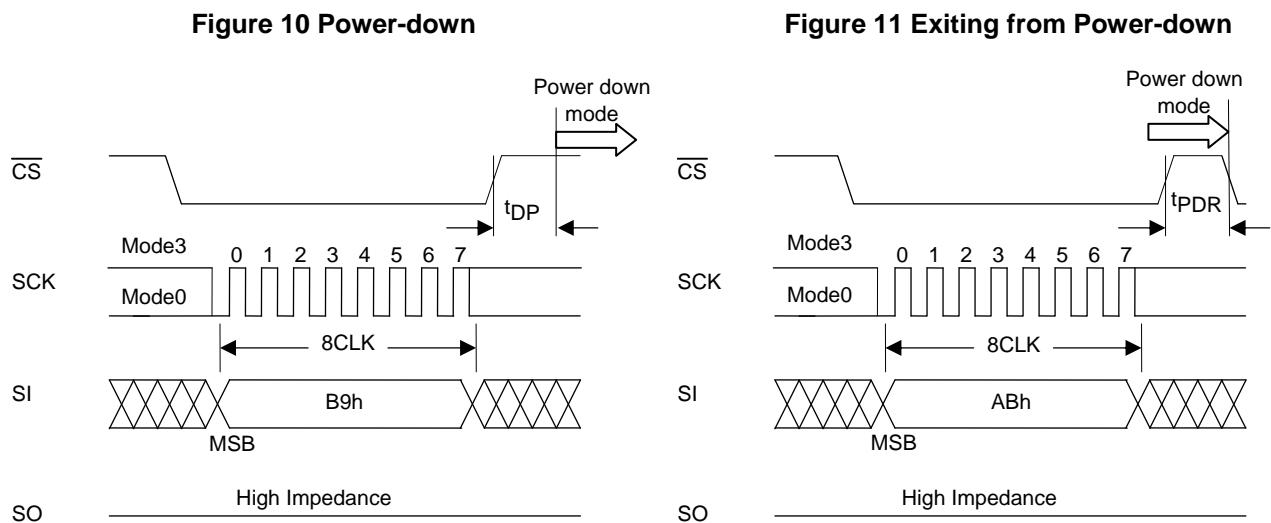 Figure 10 Power-down
Power down
mode
CS
tDP
Mode3
0 1 2 3 4 5 6 7
SCK
Mode0
8CLK
SI
B9h
MSB
High Impedance
SO
Figure 11 Exiting from Power-down
Power down
mode
CS
tPDR
Mode3
0 1 2 3 4 5 6 7
SCK
Mode0
8CLK
SI
ABh
MSB
High Impedance
SO